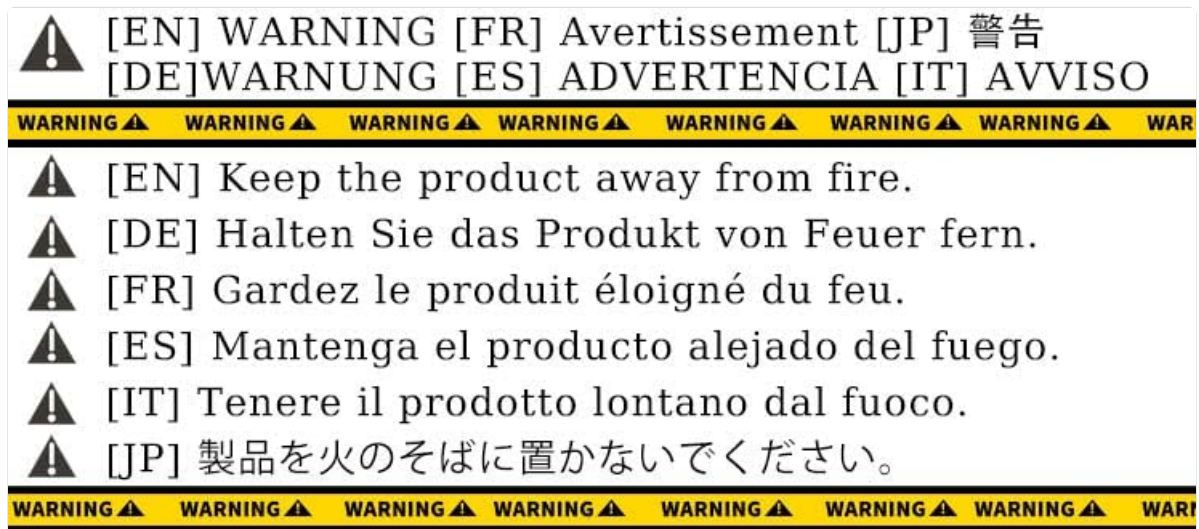 [EN] WARNING [FR] Avertissement [JP] 警告
[DE]WARNUNG [ES] ADVERTENCIA [IT] AVVISO
WARNING WARNING WARNING WARNING WARNING WARNING WARNING WAR
[EN] Keep the product away from fire.
[DE] Halten Sie das Produkt von Feuer fern.
[FR] Gardez le produit éloigné du feu.
[ES] Mantenga el producto alejado del fuego.
[IT] Tenere il prodotto lontano dal fuoco.
[JP] 製品を火のそばに置かないでください。
WARNING WARNING WARNING WARNING WARNING WARNING WARNING WARI